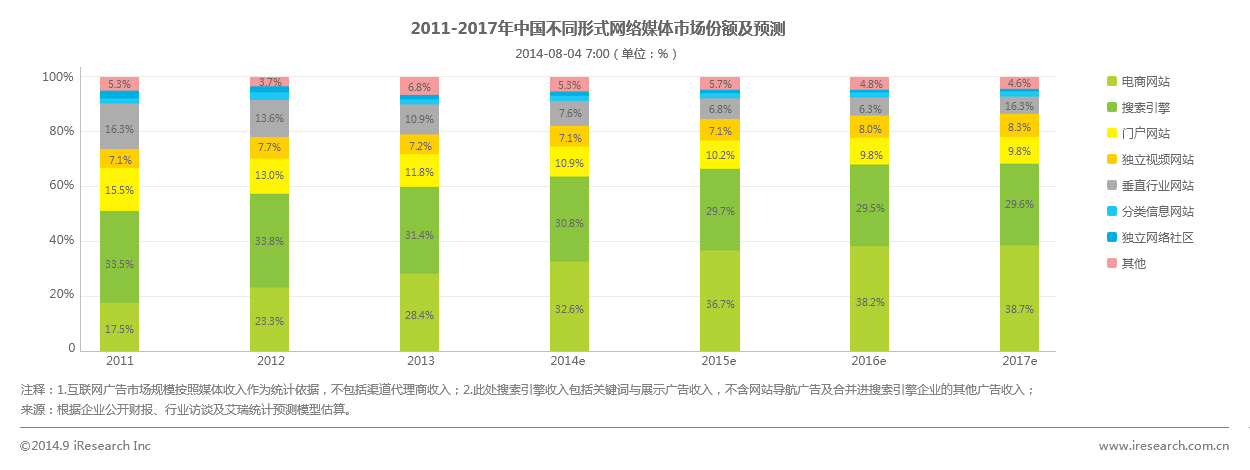 2011-2017年中国不同形式网络媒体市场份额及预测
2014-08-04 7:00（单位：%）
100%
80%
60%
40%
20%
0
5.3%
3.7%
6.8%
5.3%
5.7%
4.8%
4.6%
16.3%
13.6%
10.9%
7.6%
6.8%
6.3%
16.3%
7.1%
7.7%
7.2%
7.1%
7.1%
8.0%
8.3%
15.5%
13.0%
11.8%
10.9%
10.2%
9.8%
9.8%
33.5%
33.8%
31.4%
30.8%
29.7%
29.5%
29.6%
17.5%
23.3%
28.4%
32.6%
36.7%
38.2%
38.7%
2011
2012
2013
2014e
2015e
2016e
2017e
电商网站
搜索引擎
门户网站
独立视频网站
垂直行业网站
分类信息网站
独立网络社区
其他
注释：1.互联网广告市场规模按照媒体收入作为统计依据，不包括渠道代理商收入；2.此处搜索引擎收入包括关键词与展示广告收入，不含网站导航广告及合并进搜索引擎企业的其他广告收入；
来源：根据企业公开财报、行业访谈及艾瑞统计预测模型估算。
©2014.9 iResearch Inc
www.iresearch.com.cn